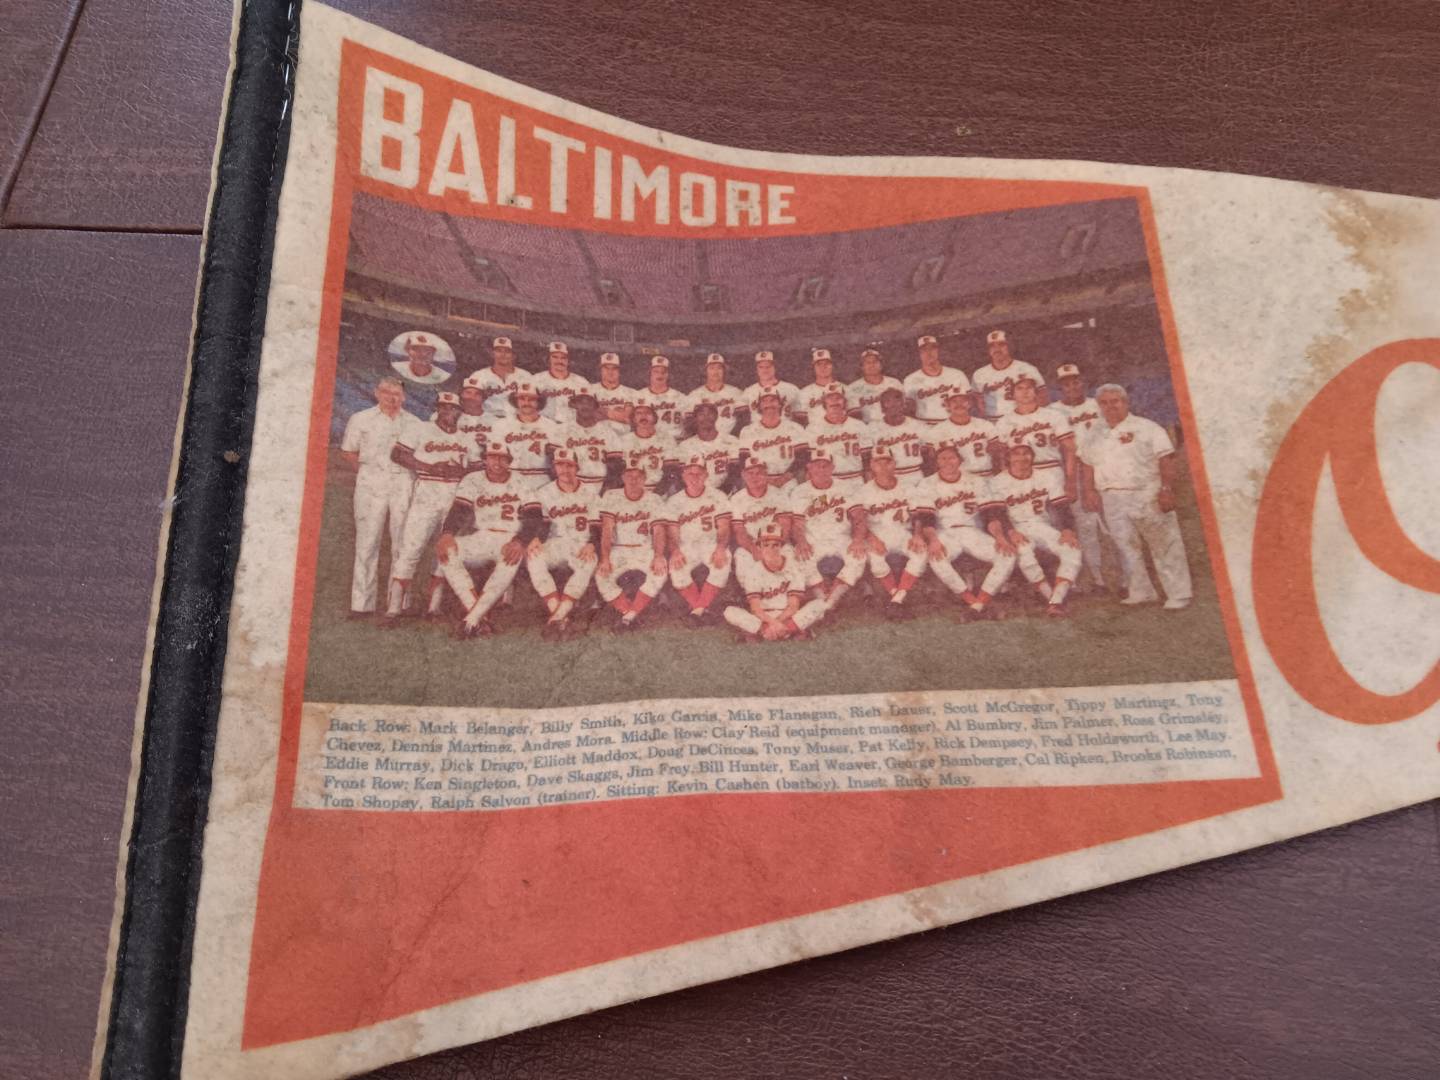 BALTIMORE
Back Row: Mark Belanger, Billy Smith, Kiko Garcia, Mike Flanagan, Rich Dauer, Scott McGregor, Tippy Martinez, Tony
Chevez, Dennis Martinez, Andres Mora. Middle Row: Clay Reid (equipment manager), Al Bumbry, Jim Palmer, Ross Grimsley,
Eddie Murray, Dick Drago, Elliott Maddox, Doug DeCinces, Tony Muser, Pat Kelly, Rick Dempsey, Fred Holdsworth, Lee May.
Front Row: Ken Singleton, Dave Skaggs, Jim Frey, Bill Hunter, Earl Weaver, George Bamberger, Cal Ripken, Brooks Robinson,
Tom Shopay, Ralph Salvon (trainer). Sitting: Kevin Cashen (batboy). Inset: Rudy May.